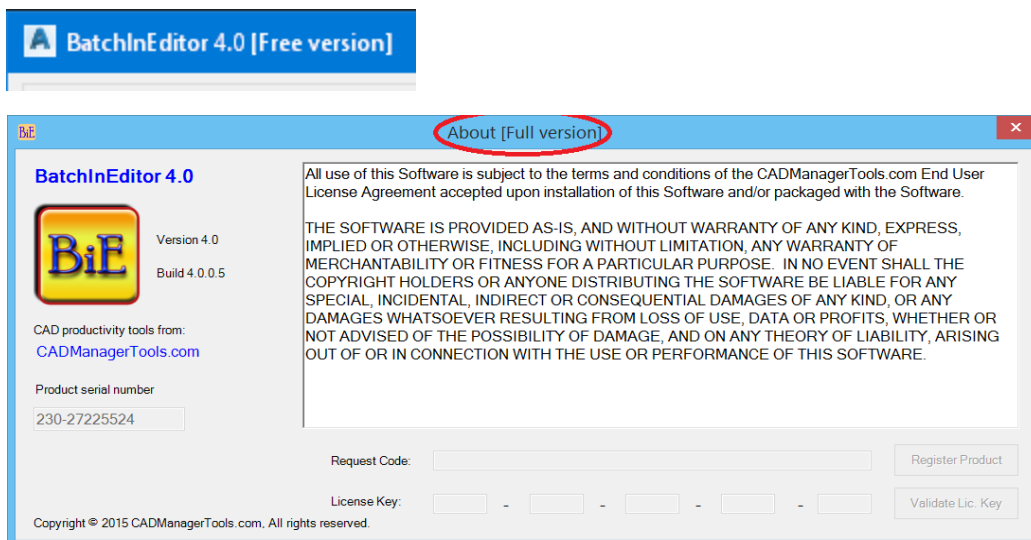 BatchInEditor 4.0 [Free version]
BiE
About [Full version]
BatchInEditor 4.0
BiE
Version 4.0
Build 4.0.0.5
CAD productivity tools from:
CADManagerTools.com
Product serial number
230-27225524
All use of this Software is subject to the terms and conditions of the CADManagerTools.com End User
License Agreement accepted upon installation of this Software and/or packaged with the Software.
THE SOFTWARE IS PROVIDED AS-IS, AND WITHOUT WARRANTY OF ANY KIND, EXPRESS,
IMPLIED OR OTHERWISE, INCLUDING WITHOUT LIMITATION, ANY WARRANTY OF
MERCHANTABILITY OR FITNESS FOR A PARTICULAR PURPOSE. IN NO EVENT SHALL THE
COPYRIGHT HOLDERS OR ANYONE DISTRIBUTING THE SOFTWARE BE LIABLE FOR ANY
SPECIAL, INCIDENTAL, INDIRECT OR CONSEQUENTIAL DAMAGES OF ANY KIND, OR ANY
DAMAGES WHATSOEVER RESULTING FROM LOSS OF USE, DATA OR PROFITS, WHETHER OR
NOT ADVISED OF THE POSSIBILITY OF DAMAGE, AND ON ANY THEORY OF LIABILITY, ARISING
OUT OF OR IN CONNECTION WITH THE USE OR PERFORMANCE OF THIS SOFTWARE.
Request Code:
Register Product
License Key:
- - - -
Validate Lic. Key
Copyright © 2015 CADManagerTools.com, All rights reserved.